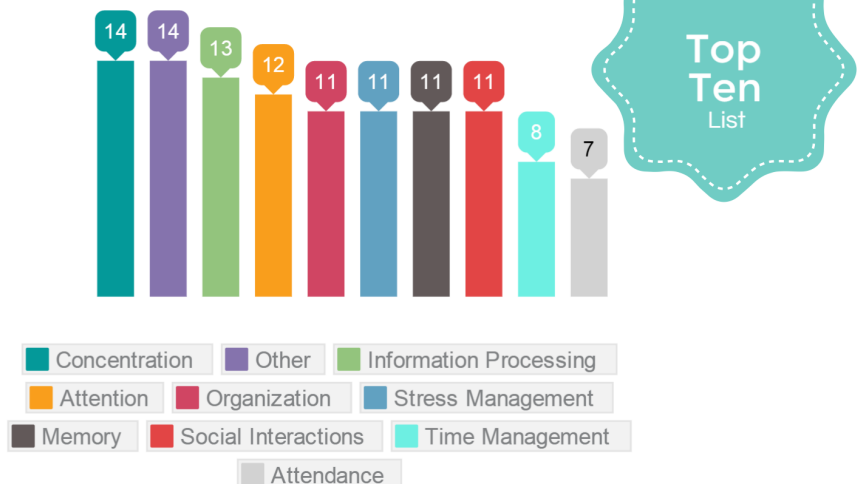 14 14 13 12 11 11 11 11 8 7
Top
Ten
List
Concentration Other Information Processing
Attention Organization Stress Management
Memory Social Interactions Time Management
Attendance